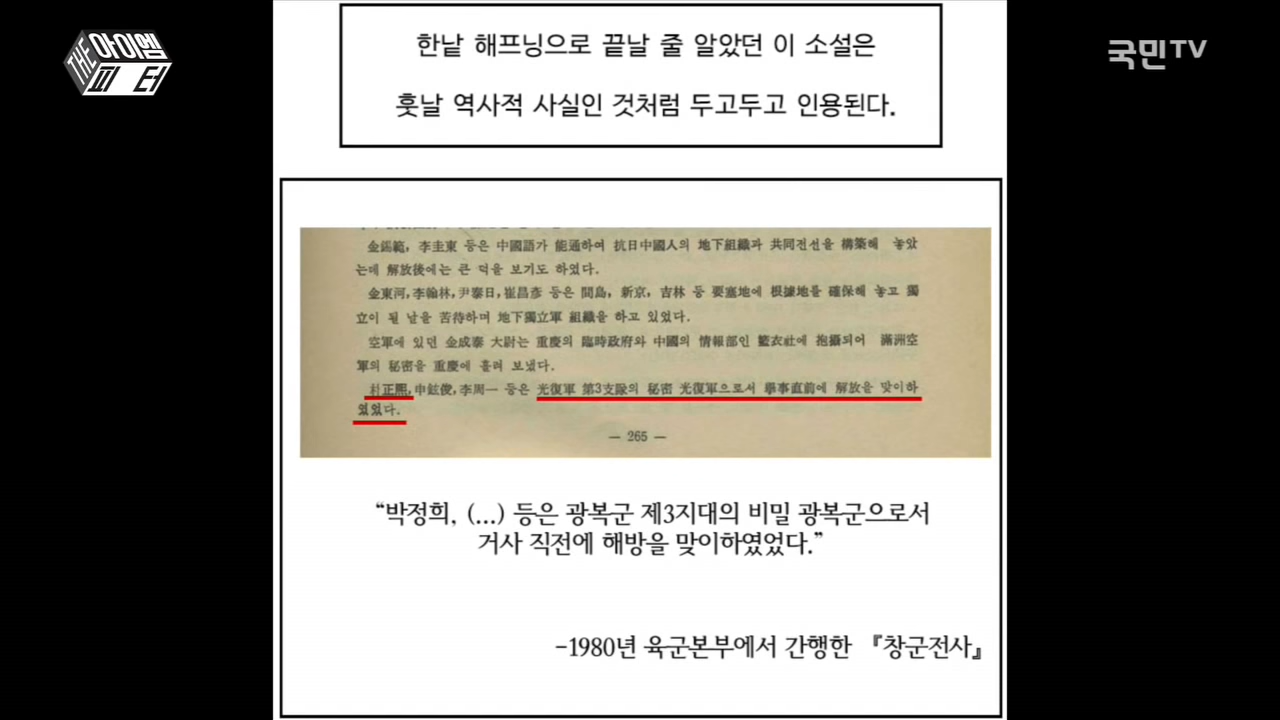 THE 아이엠
피터
국민TV
한낱 해프닝으로 끝날 줄 알았던 이 소설은
훗날 역사적 사실인 것처럼 두고두고 인용된다.
金錫範, 李圭東 등은 中國語가 能通하여 抗日中國人의 地下組織과 共同전선을 構築해 놓았
는데 解放後에는 큰 덕을 보기도 하였다.
金東河, 李翰林, 尹泰日, 崔昌彦 등은 間島, 新京, 吉林 등 要塞地에 根據地를 確保해 놓고 獨
立이 될 날을 苦待하며 地下獨立軍 組織을 하고 있었다.
空軍에 있던 金成泰 大尉는 重慶의 臨時政府와 中國의 情報部인 藍衣社에 抱攝되어 滿洲空
軍의 秘密을 重慶에 흘려 보냈다.
朴正熙, 申鉉俊, 李周一 등은 光復軍 第3支隊의 秘密 光復軍으로서 擧事直前에 解放을 맞이하
였었다.
— 265 —
“박정희, (...) 등은 광복군 제3지대의 비밀 광복군으로서
거사 직전에 해방을 맞이하였었다.”
-1980년 육군본부에서 간행한 『창군전사』